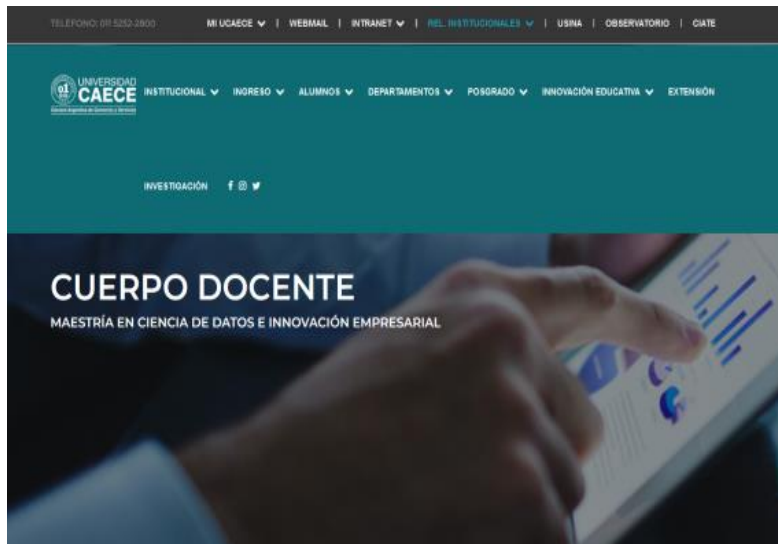 TELÉFONO: 011 5252-2800 MI UCAECE | WEBMAIL | INTRANET | REL. INSTITUCIONALES | USINA | OBSERVATORIO | CIATE
UNIVERSIDAD
CAECE
INSTITUCIONAL INGRESO ALUMNOS DEPARTAMENTOS POSGRADO INNOVACIÓN EDUCATIVA EXTENSIÓN
INVESTIGACIÓN
CUERPO DOCENTE
MAESTRÍA EN CIENCIA DE DATOS E INNOVACIÓN EMPRESARIAL